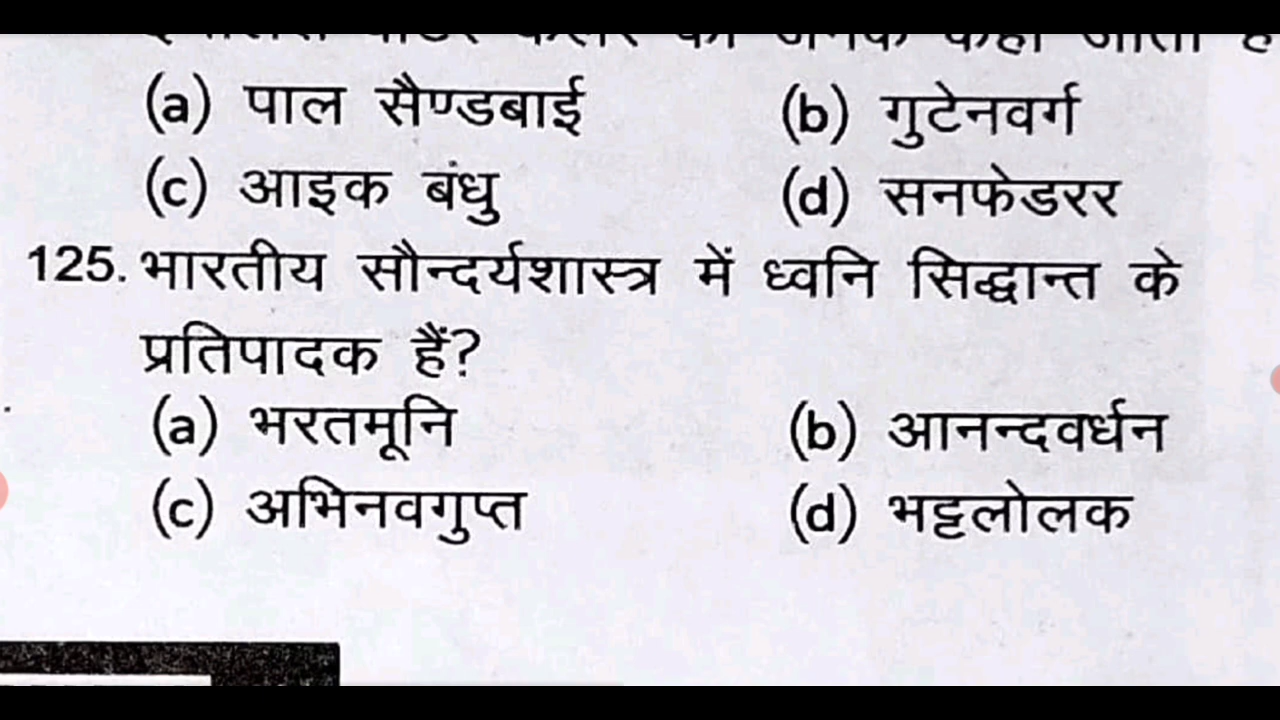 (a) पाल सैण्डबाई (b) गुटेनवर्ग
(c) आइक बंधु (d) सनफेडरर
125. भारतीय सौन्दर्यशास्त्र में ध्वनि सिद्धान्त के
प्रतिपादक हैं?
(a) भरतमूनि (b) आनन्दवर्धन
(c) अभिनवगुप्त (d) भट्टलोलक